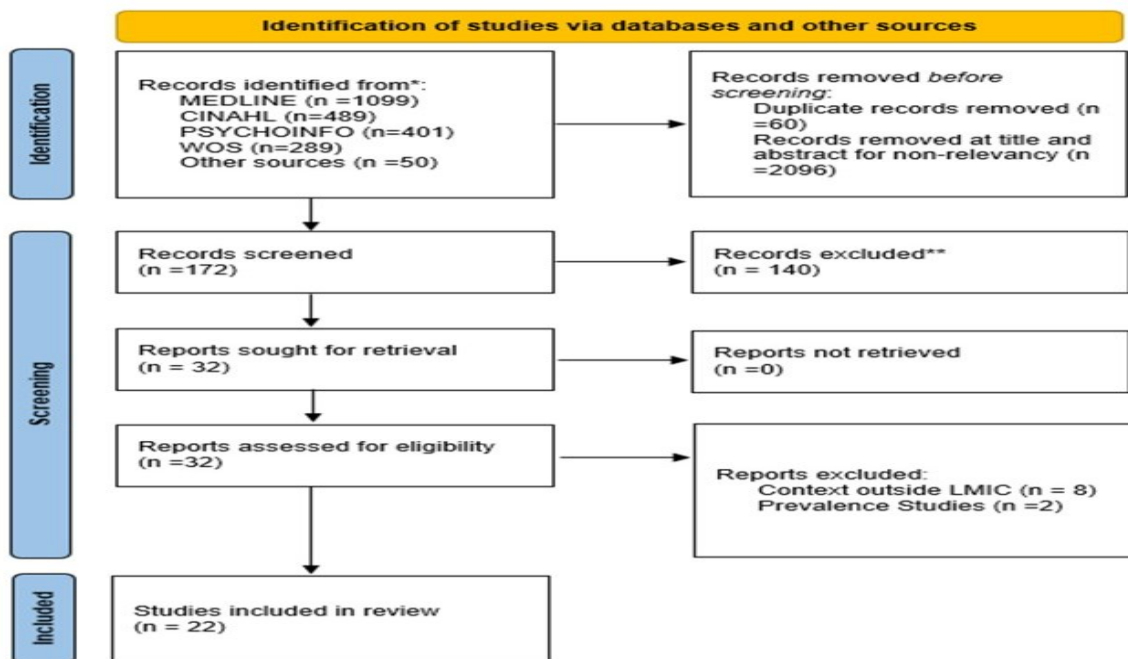 Identification of studies via databases and other sources
Identification
Records identified from*:
MEDLINE (n =1099)
CINAHL (n=489)
PSYCHOINFO (n=401)
WOS (n=289)
Other sources (n =50)
Records removed before
screening:
Duplicate records removed (n
=60)
Records removed at title and
abstract for non-relevancy (n
=2096)
Screening
Records screened
(n =172)
Records excluded**
(n = 140)
Reports sought for retrieval
(n = 32)
Reports not retrieved
(n =0)
Reports assessed for eligibility
(n =32)
Reports excluded:
Context outside LMIC (n = 8)
Prevalence Studies (n =2)
Included
Studies included in review
(n = 22)